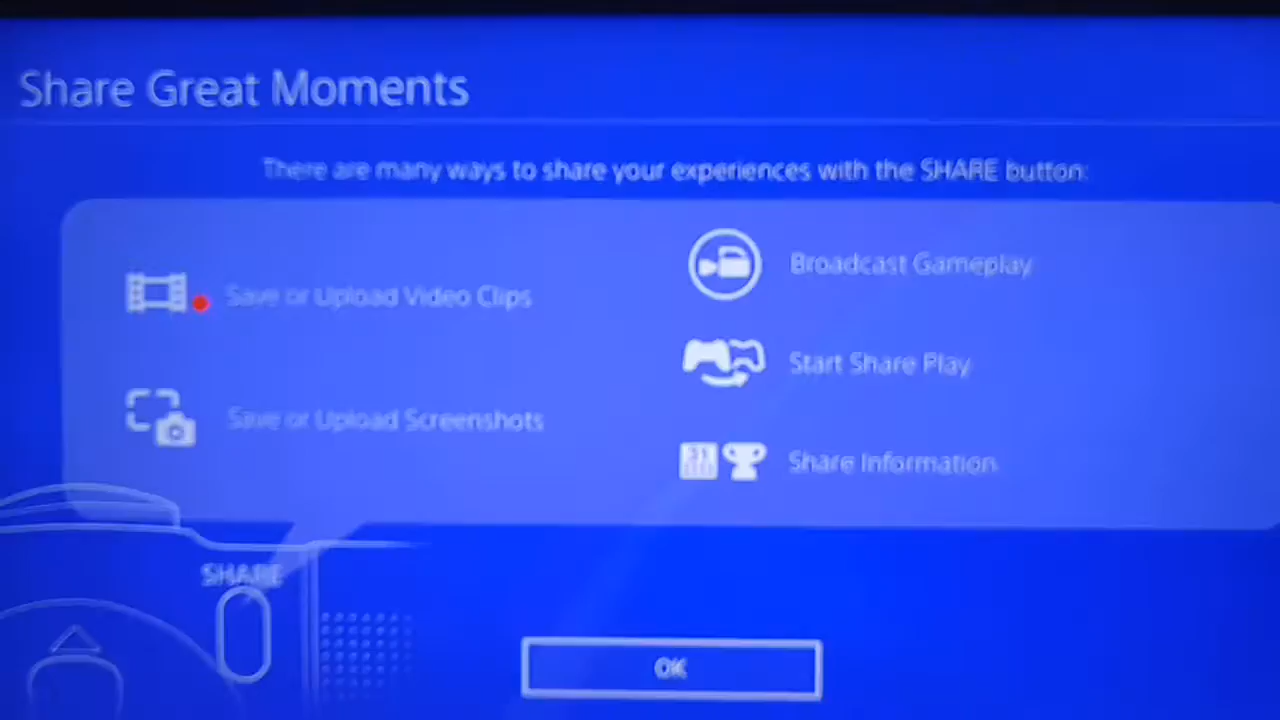 Share Great Moments
There are many ways to share your experiences with the SHARE button:
Save or Upload Video Clips
Save or Upload Screenshots
Broadcast Gameplay
Start Share Play
31
Share Information
SHARE
OK